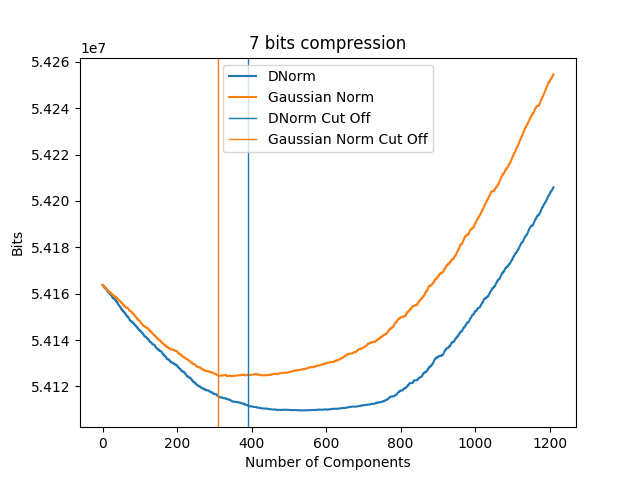 7 bits compression
1e7
5.426
5.424
5.422
5.420
5.418
5.416
5.414
5.412
Bits
DNorm
Gaussian Norm
DNorm Cut Off
Gaussian Norm Cut Off
0 200 400 600 800 1000 1200
Number of Components